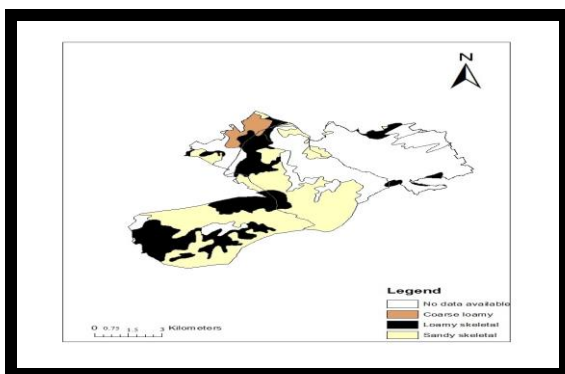 N
Legend
No data available
Coarse loamy
Loamy skeletal
Sandy skeletal
0 0.75 1.5 3 Kilometers